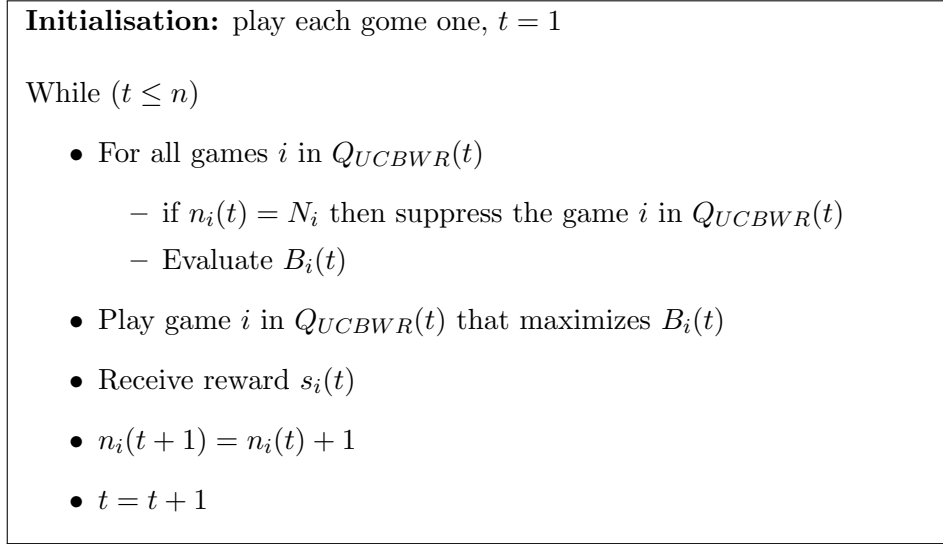 Initialisation: play each gome one, t = 1
While (t ≤ n)
• For all games i in Q_{UCBWR}(t)
– if n_i(t) = N_i then suppress the game i in Q_{UCBWR}(t)
– Evaluate B_i(t)
• Play game i in Q_{UCBWR}(t) that maximizes B_i(t)
• Receive reward s_i(t)
• n_i(t + 1) = n_i(t) + 1
• t = t + 1